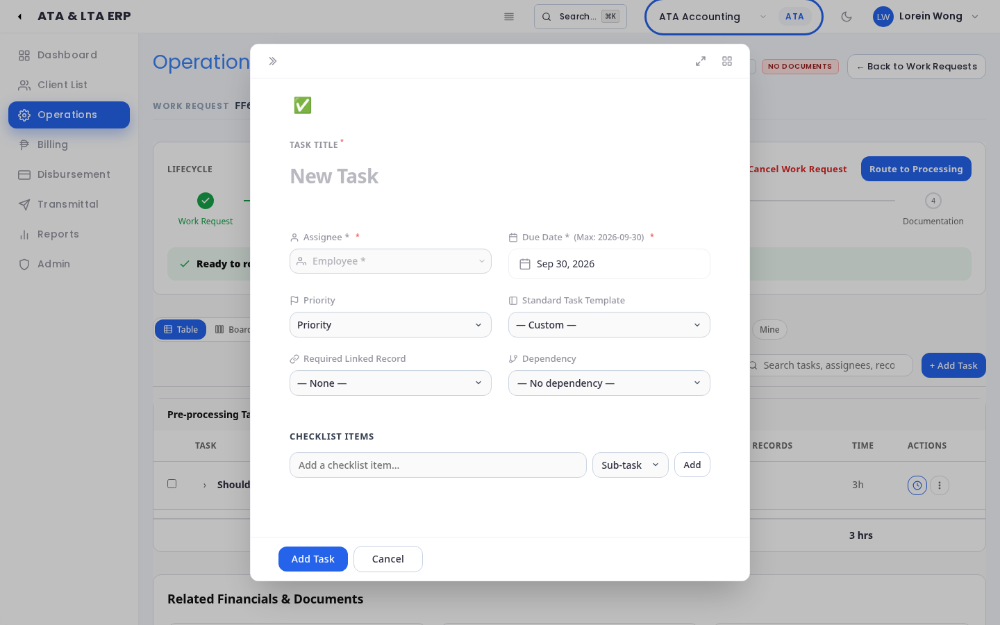 ATA & LTA ERP
Search... ⌘K
ATA Accounting
ATA
LW
Lorein Wong
Dashboard
Client List
Operations
Billing
Disbursement
Transmittal
Reports
Admin
Operation
NO DOCUMENTS
← Back to Work Requests
WORK REQUEST FF6
LIFECYCLE
Cancel Work Request
Route to Processing
Work Request
4
Documentation
Ready to ro
Table
Board
Mine
Search tasks, assignees, reco
+ Add Task
Pre-processing Ta
TASK
RECORDS
TIME
ACTIONS
Should
3h
3 hrs
Related Financials & Documents
TASK TITLE *
New Task
Assignee * *
Employee *
Due Date * (Max: 2026-09-30) *
Sep 30, 2026
Priority
Priority
Standard Task Template
— Custom —
Required Linked Record
— None —
Dependency
— No dependency —
CHECKLIST ITEMS
Add a checklist item...
Sub-task
Add
Add Task
Cancel